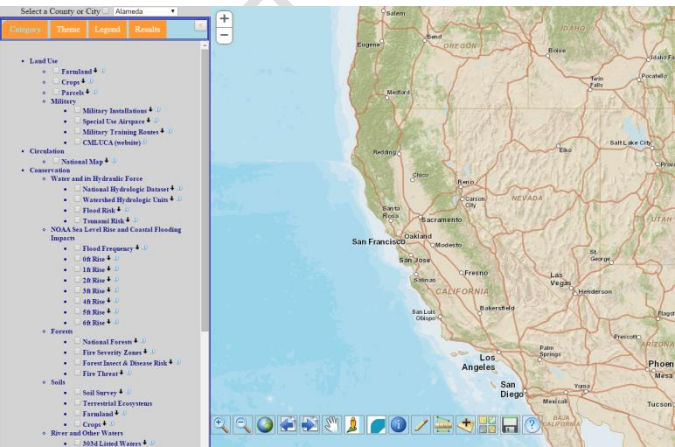 Select a County or City Alameda
Category Theme Legend Results
Land Use
Farmland
Crops
Parcels
Military
Military Installations
Special Use Airspace
Military Training Routes
CMLUCA (website)
Circulation
National Map
Conservation
Water and its Hydraulic Force
National Hydrologic Dataset
Watershed Hydrologic Units
Flood Risk
Tsunami Risk
NOAA Sea Level Rise and Coastal Flooding
Impacts
Flood Frequency
0ft Rise
1ft Rise
2ft Rise
3ft Rise
4ft Rise
5ft Rise
6ft Rise
Forests
National Forests
Fire Severity Zones
Forest Insect & Disease Risk
Fire Threat
Soils
Soil Survey
Terrestrial Ecosystems
Farmland
Crops
River and Other Waters
303d Listed Waters
+
−
Salem
Bend
Eugene
OREGON
IDAHO
Boise
Idaho Fa
Twin
Falls
Pocatello
Medford
Redding
Elko
Salt Lake City
Provo
Chico
Reno
Carson
City
NEVADA
UTAH
Santa
Rosa
Sacramento
Oakland
San Francisco
Modesto
San Jose
St.
George
Salinas
Fresno
Las
Vegas
Henderson
CALIFORNIA
San Luis
Obispo
Bakersfield
Flagst
Prescott
ARIZONA
Palm
Springs
Los
Angeles
Phoen
Mesa
San
Diego
Yuma
Mexicali
Tucson
BAJA
CALIFORNIA